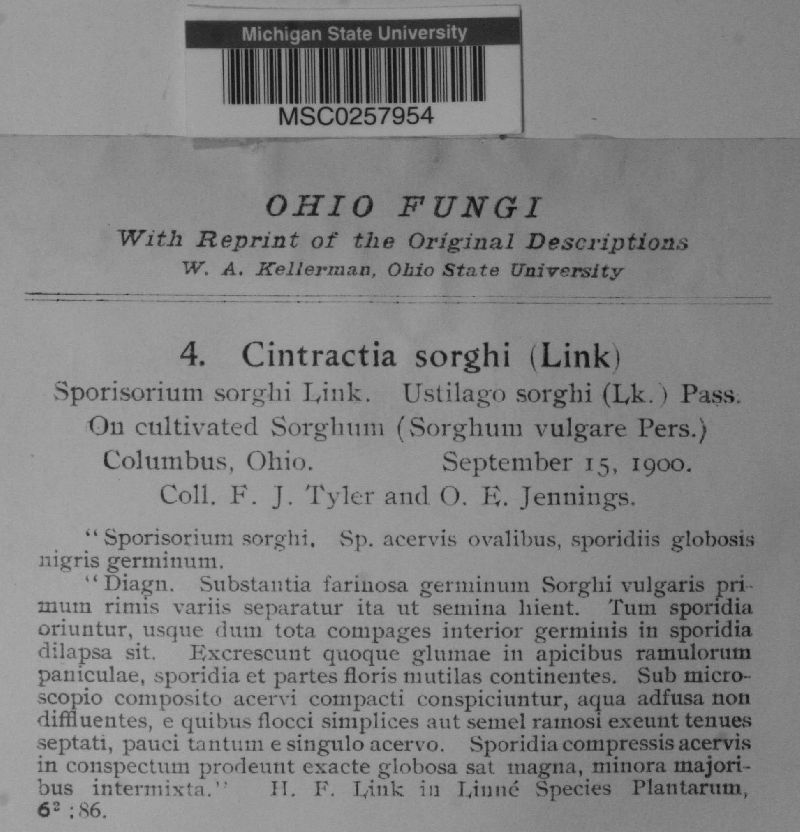 Michigan State University
MSC0257954
OHIO FUNGI
With Reprint of the Original Descriptions
W. A. Kellerman, Ohio State University
4. Cintractia sorghi (Link)
Sporisorium sorghi Link. Ustilago sorghi (Lk.) Pass.
On cultivated Sorghum (Sorghum vulgare Pers.)
Columbus, Ohio. September 15, 1900.
Coll. F. J. Tyler and O. E. Jennings.
“Sporisorium sorghi. Sp. acervis ovalibus, sporidiis globosis
nigris germinum.
“Diagn. Substantia farinosa germinum Sorghi vulgaris pri-
mum rimis variis separatur ita ut semina hient. Tum sporidia
oriuntur, usque dum tota compages interior germinis in sporidia
dilapsa sit. Excrescunt quoque glumae in apicibus ramulorum
paniculae, sporidia et partes floris mutilas continentes. Sub micro-
scopio composito acervi compacti conspiciuntur, aqua adfusa non
diffluentes, e quibus flocci simplices aut semel ramosi exeunt tenues
septati, pauci tantum e singulo acervo. Sporidia compressis acervis
in conspectum prodeunt exacte globosa sat magna, minora majori-
bus intermixta.” H. F. Link in Linné Species Plantarum,
6² : 86.